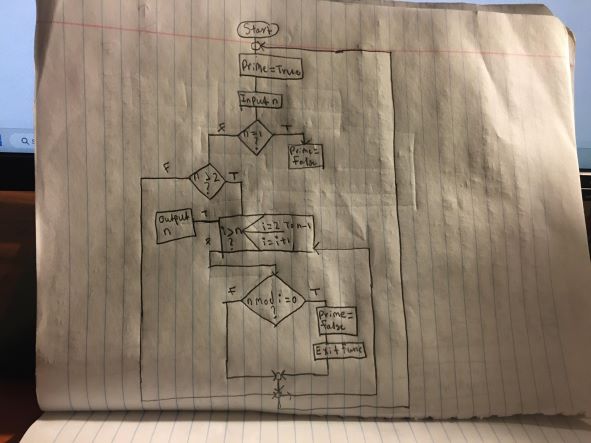 Start
Prime=True
Input n
n=1
?
F
T
Prime=
False
n>2
?
F
T
Output
n
T
F
i>n
?
i=2 To n-1
i=i+1
n mod i=0
?
F
T
Prime=
False
Exit func